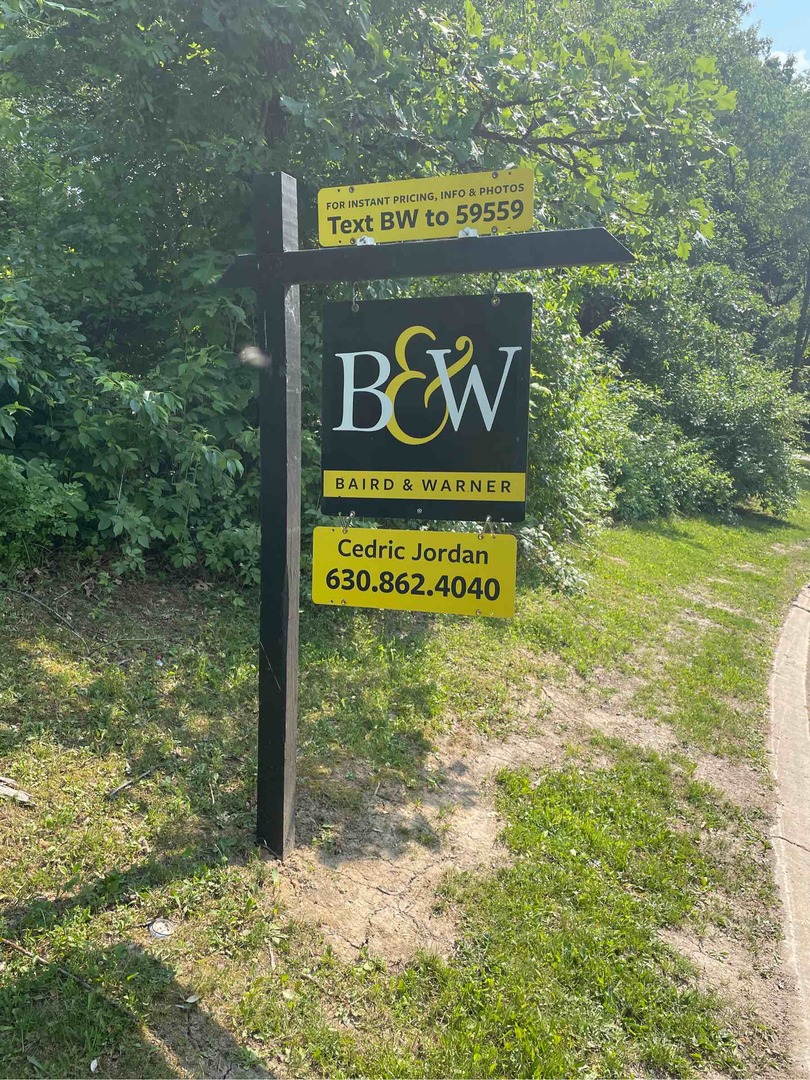 FOR INSTANT PRICING, INFO & PHOTOS
Text BW to 59559
B&W
BAIRD & WARNER
Cedric Jordan
630.862.4040